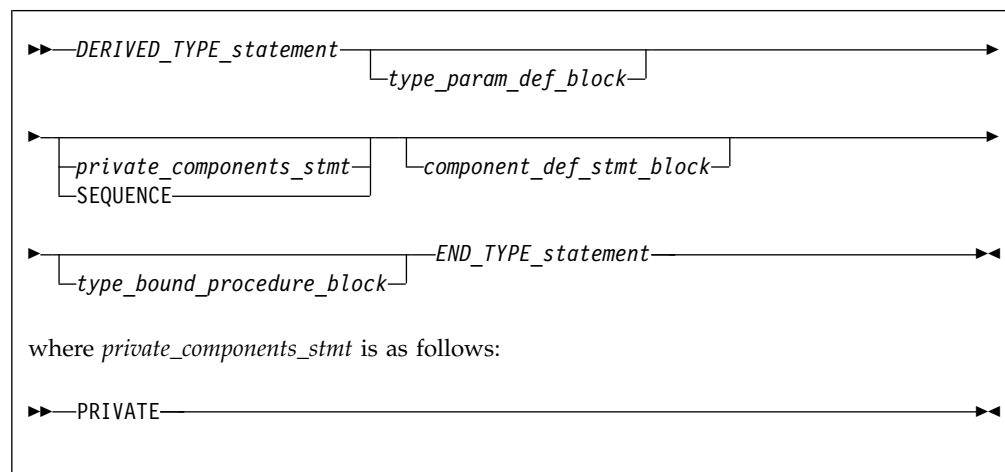 DERIVED_TYPE_statement
type_param_def_block
private_components_stmt component_def_stmt_block
SEQUENCE
END_TYPE_statement
type_bound_procedure_block
where private_components_stmt is as follows:
PRIVATE